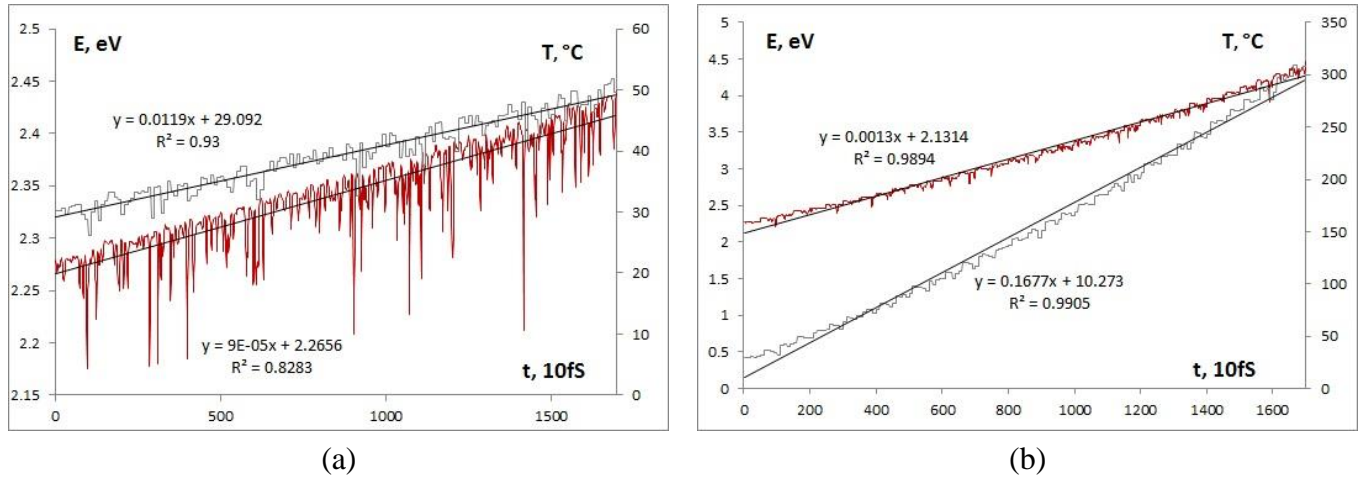 2.5
2.45
2.4
2.35
2.3
2.25
2.2
2.15
E, eV
T, °C
60
50
40
30
20
10
0
y = 0.0119x + 29.092
R² = 0.93
y = 9E-05x + 2.2656
R² = 0.8283
t, 10fS
0 500 1000 1500
(a)
5
4.5
4
3.5
3
2.5
2
1.5
1
0.5
0
E, eV
T, °C
350
300
250
200
150
100
50
0
y = 0.0013x + 2.1314
R² = 0.9894
y = 0.1677x + 10.273
R² = 0.9905
t, 10fS
0 200 400 600 800 1000 1200 1400 1600
(b)